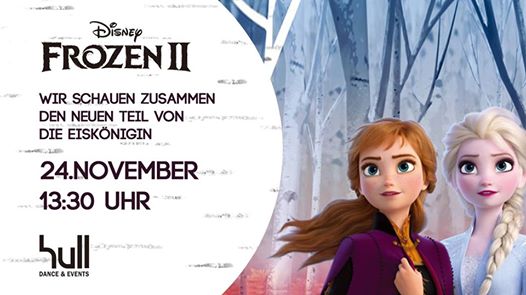 Disney
FROZEN II
WIR SCHAUEN ZUSAMMEN
DEN NEUEN TEIL VON
DIE EISKÖNIGIN
24.NOVEMBER
13:30 UHR
hull
DANCE & EVENTS